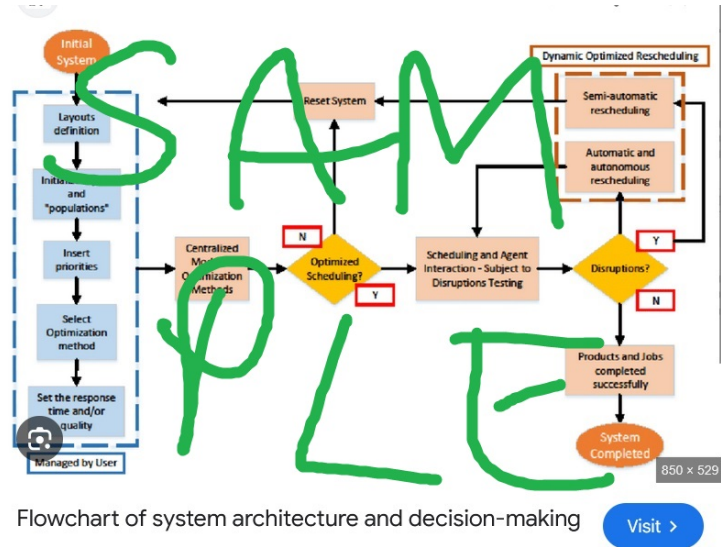 Initial
System
Dynamic Optimized Rescheduling
Layouts
definition
Reset System
Semi-automatic
rescheduling
and
"populations"
Automatic and
autonomous
rescheduling
Insert
priorities
Centralized
Optimization
Methods
N
Optimized
Scheduling?
Y
Scheduling and Agent
Interaction - Subject to
Disruptions Testing
Disruptions?
Y
N
Select
Optimization
method
Set the response
time and/or
quality
Managed by User
Products and Jobs
completed
successfully
System
Completed
SAM
PLE
850 × 529
Flowchart of system architecture and decision-making
Visit >